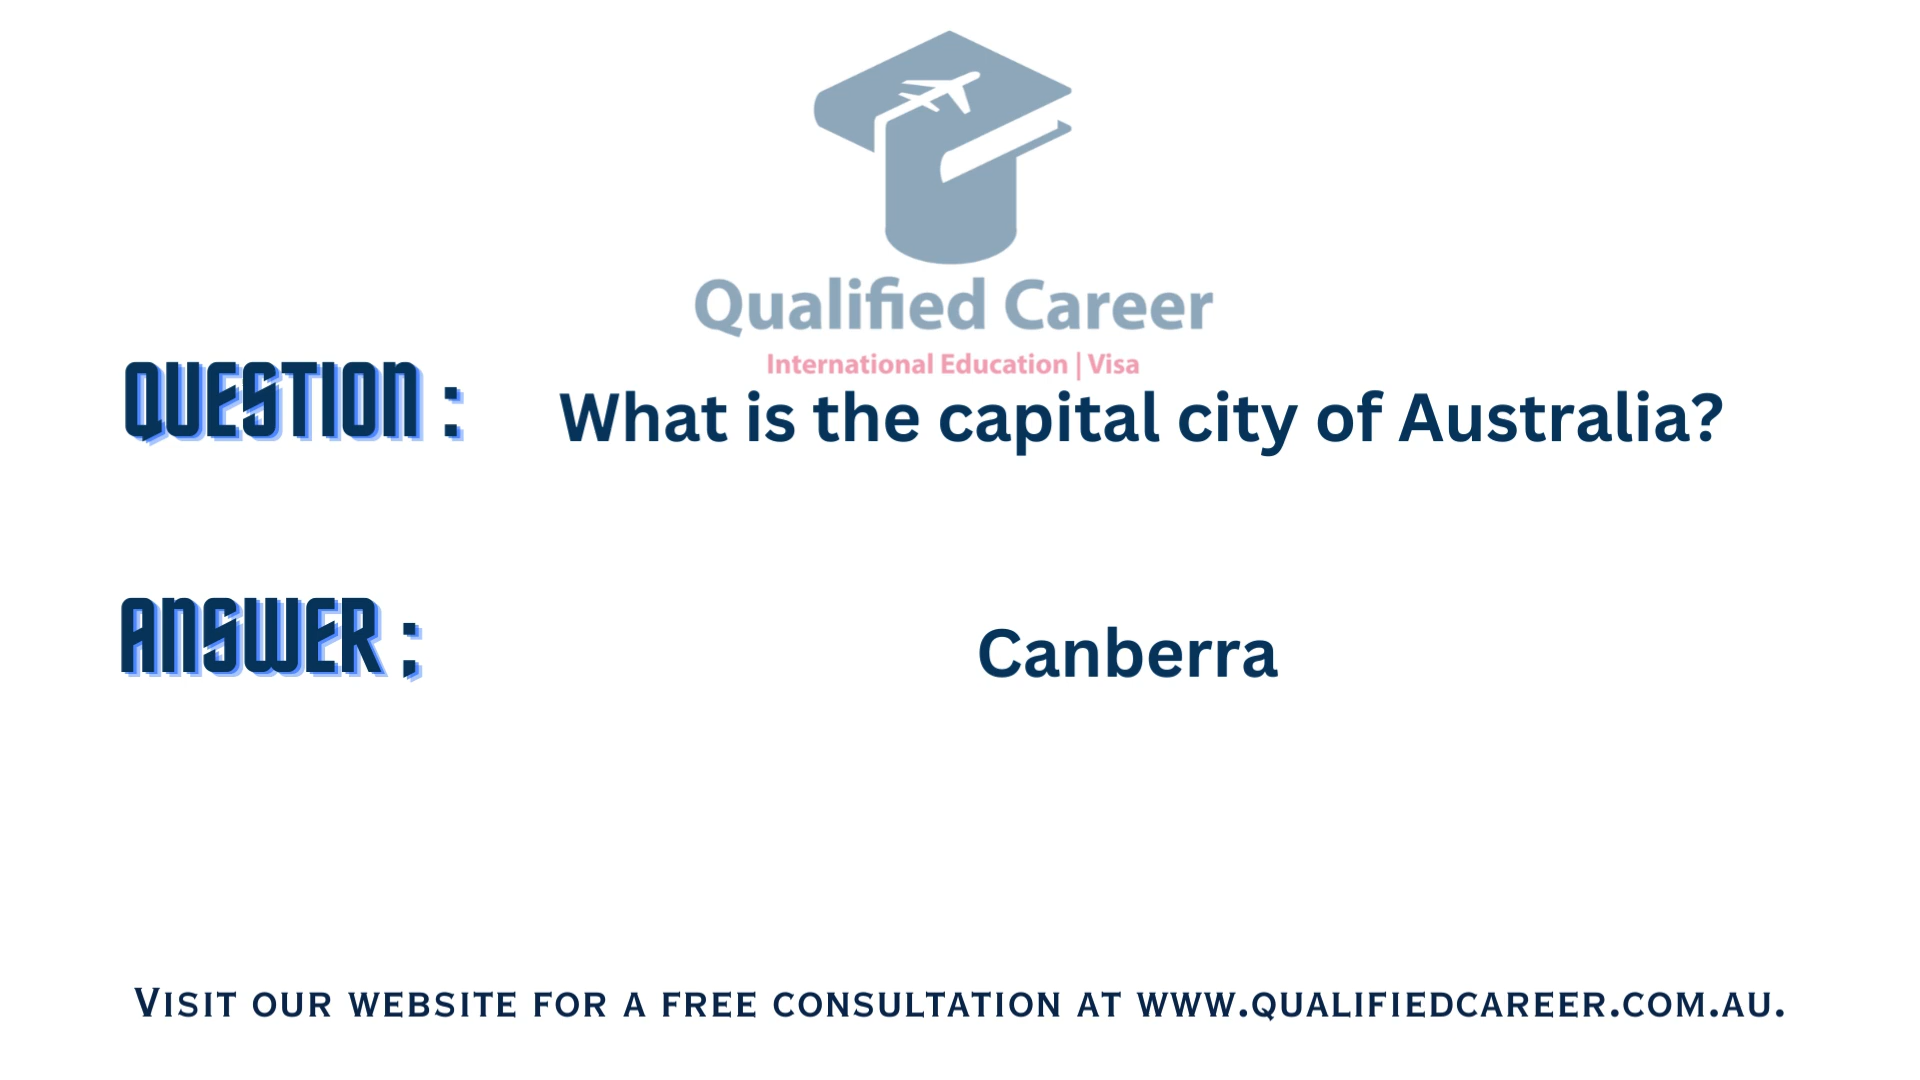 Qualified Career
International Education | Visa
QUESTION : What is the capital city of Australia?
ANSWER ; Canberra
VISIT OUR WEBSITE FOR A FREE CONSULTATION AT WWW.QUALIFIEDCAREER.COM.AU.